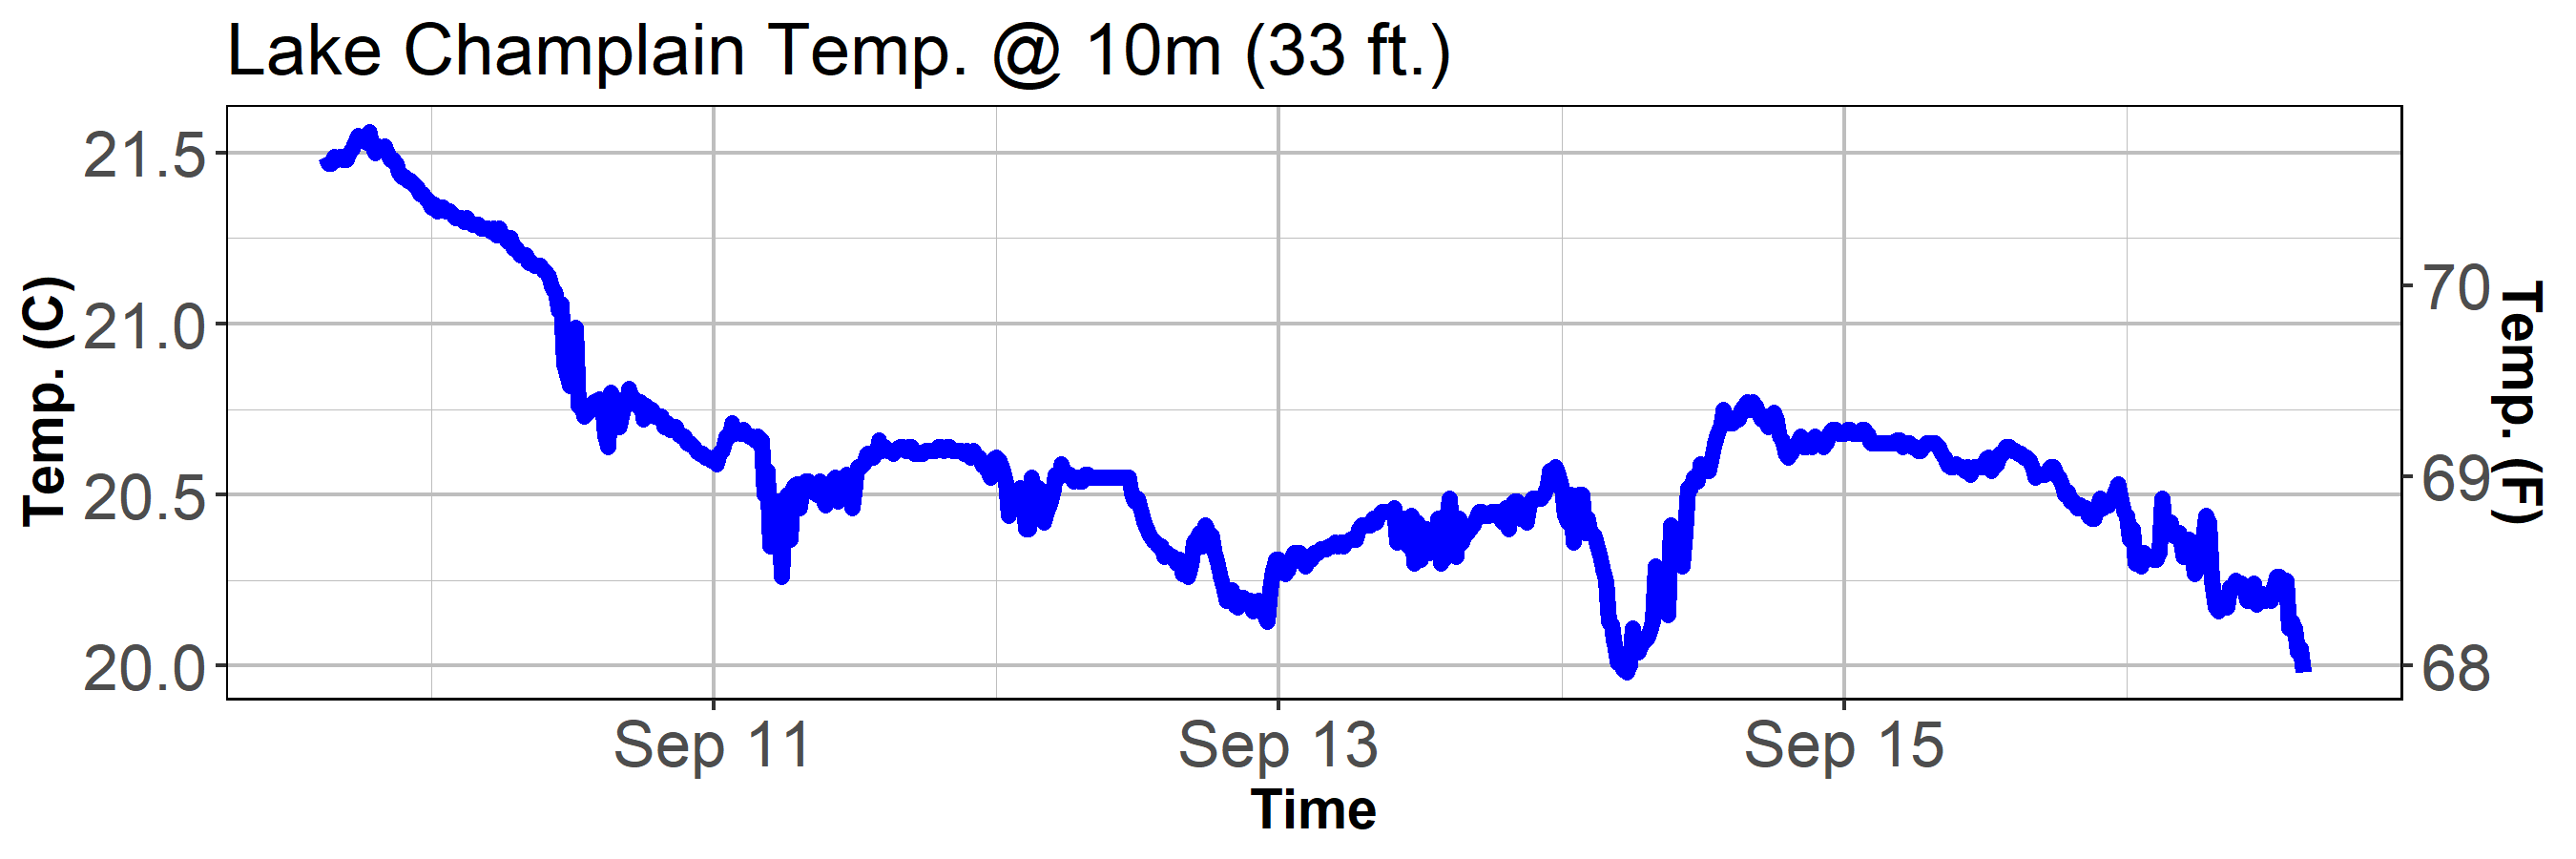 Lake Champlain Temp. @ 10m (33 ft.)
Temp. (C)
21.5
21.0
20.5
20.0
70
69
68
Temp. (F)
Sep 11 Sep 13 Sep 15
Time